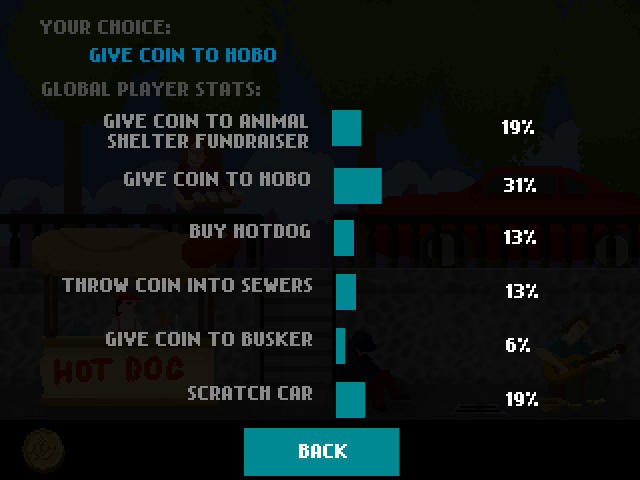 YOUR CHOICE:
GIVE COIN TO HOBO
GLOBAL PLAYER STATS:
GIVE COIN TO ANIMAL
SHELTER FUNDRAISER 19%
GIVE COIN TO HOBO 31%
BUY HOTDOG 13%
THROW COIN INTO SEWERS 13%
GIVE COIN TO BUSKER 6%
HOT DOG
SCRATCH CAR 19%
BACK